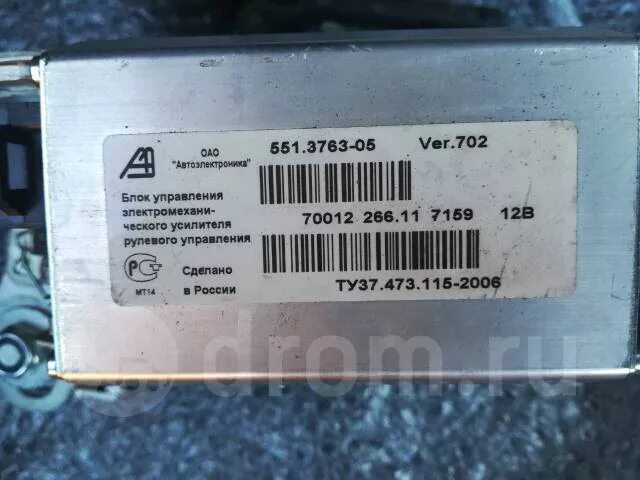 ОАО
"Автоэлектроника"
551.3763-05 Ver.702
Блок управления
электромехани-
ческого усилителя
рулевого управления
70012 266.11 7159 12В
РСТ
МТ14
Сделано
в России
ТУ37.473.115-2006
drom.ru